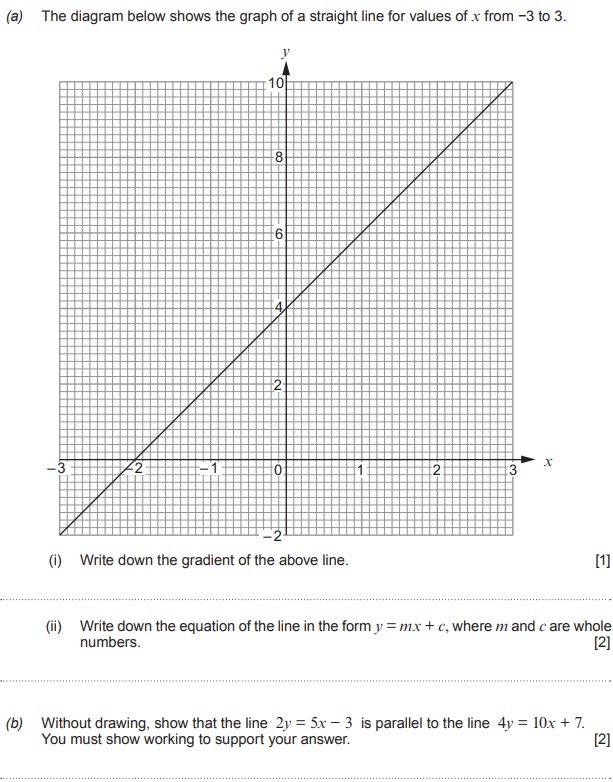 (a) The diagram below shows the graph of a straight line for values of x from −3 to 3.
y
10
8
6
4
2
−3 −2 −1 0 1 2 3 x
−2
(i) Write down the gradient of the above line. [1]
(ii) Write down the equation of the line in the form y = mx + c, where m and c are whole
numbers. [2]
(b) Without drawing, show that the line 2y = 5x − 3 is parallel to the line 4y = 10x + 7.
You must show working to support your answer. [2]